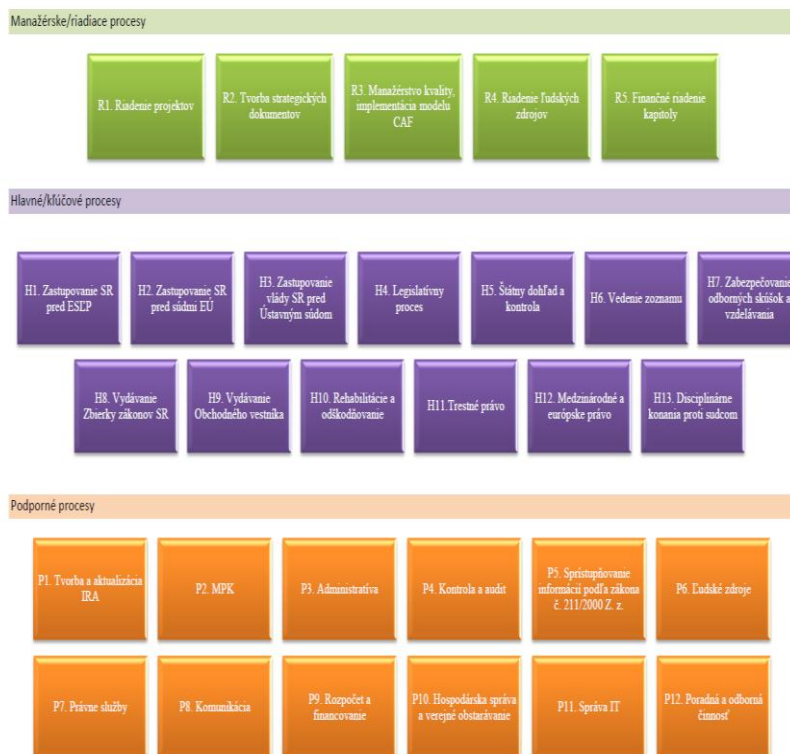 Manažérske/riadiace procesy
R1. Riadenie projektov
R2. Tvorba strategických
dokumentov
R3. Manažérstvo kvality,
implementácia modelu
CAF
R4. Riadenie ľudských
zdrojov
R5. Finančné riadenie
kapitoly
Hlavné/kľúčové procesy
H1. Zastupovanie SR
pred ESĽP
H2. Zastupovanie SR
pred súdmi EÚ
H3. Zastupovanie
vlády SR pred
Ústavným súdom
H4. Legislatívny
proces
H5. Štátny dohľad a
kontrola
H6. Vedenie zoznamu
H7. Zabezpečovanie
odborných skúšok a
vzdelávania
H8. Vydávanie
Zbierky zákonov SR
H9. Vydávanie
Obchodného vestníka
H10. Rehabilitácie a
odškodňovanie
H11.Trestné právo
H12. Medzinárodné a
európske právo
H13. Disciplinárne
konania proti sudcom
Podporné procesy
P1. Tvorba a aktualizácia
IRA
P2. MPK
P3. Administratíva
P4. Kontrola a audit
P5. Sprístupňovanie
informácií podľa zákona
č. 211/2000 Z. z.
P6. Ľudské zdroje
P7. Právne služby
P8. Komunikácia
P9. Rozpočet a
financovanie
P10. Hospodárska správa
a verejné obstarávanie
P11. Správa IT
P12. Poradná a odborná
činnosť